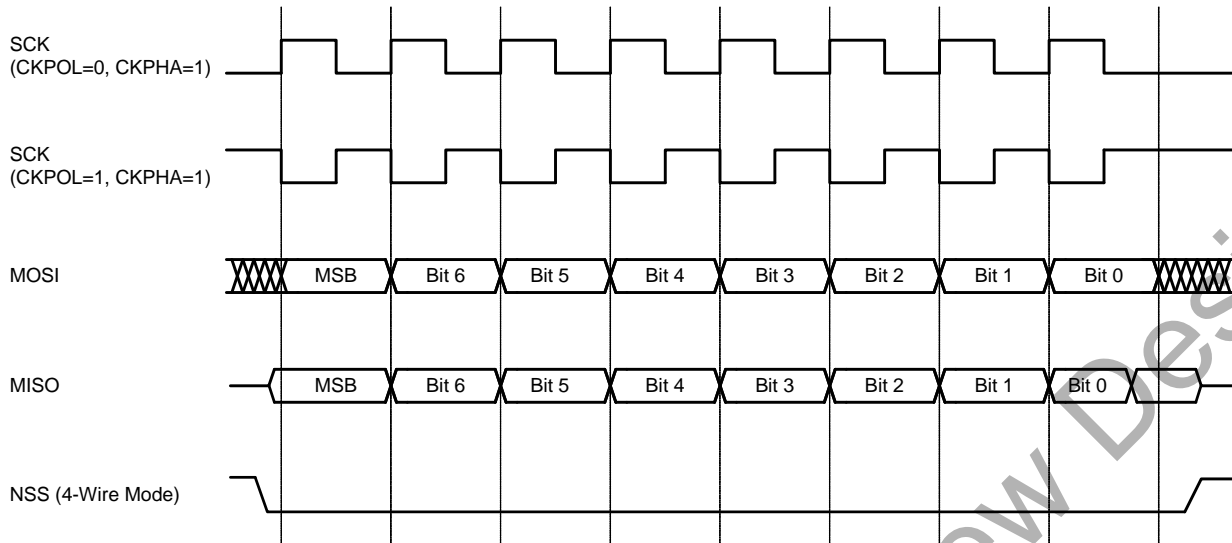 SCK
(CKPOL=0, CKPHA=1)
SCK
(CKPOL=1, CKPHA=1)
MOSI
MSB Bit 6 Bit 5 Bit 4 Bit 3 Bit 2 Bit 1 Bit 0
MISO
MSB Bit 6 Bit 5 Bit 4 Bit 3 Bit 2 Bit 1 Bit 0
NSS (4-Wire Mode)
ew Desi